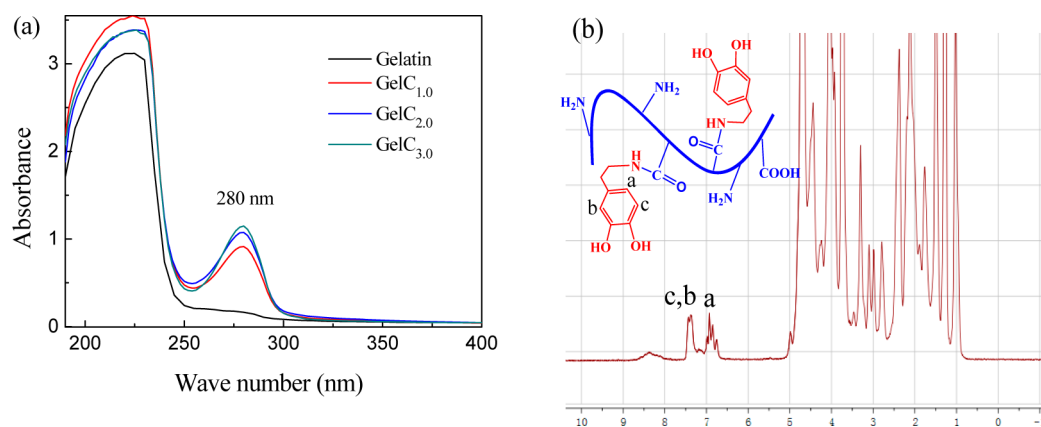 (a)
Absorbance
3
2
1
0
200
250
300
350
400
Wave number (nm)
Gelatin
GelC1.0
GelC2.0
GelC3.0
280 nm
(b)
OH
HO
H2N
NH2
HN
O
C
H
N
C
O
COOH
H2N
a
b
c
HO
OH
c,b
a
10
9
8
7
6
5
4
3
2
1
0
-